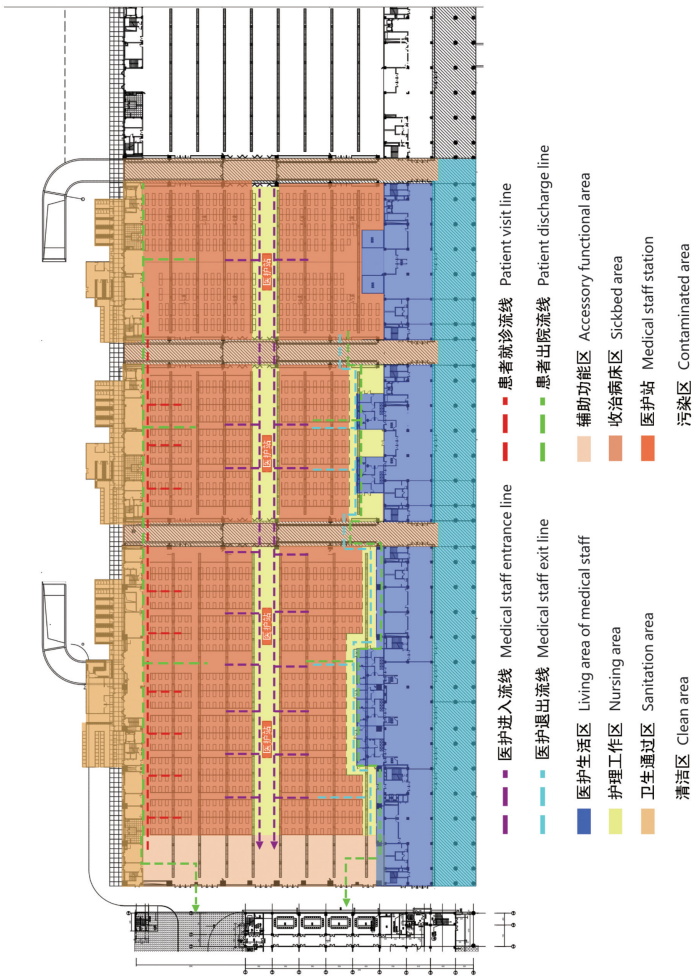 医护站
医护站
医护站
医护站
医护进入流线 Medical staff entrance line
患者就诊流线 Patient visit line
医护退出流线 Medical staff exit line
患者出院流线 Patient discharge line
医护生活区 Living area of medical staff
辅助功能区 Accessory functional area
护理工作区 Nursing area
收治病床区 Sickbed area
卫生通过区 Sanitation area
医护站 Medical staff station
清洁区 Clean area
污染区 Contaminated area